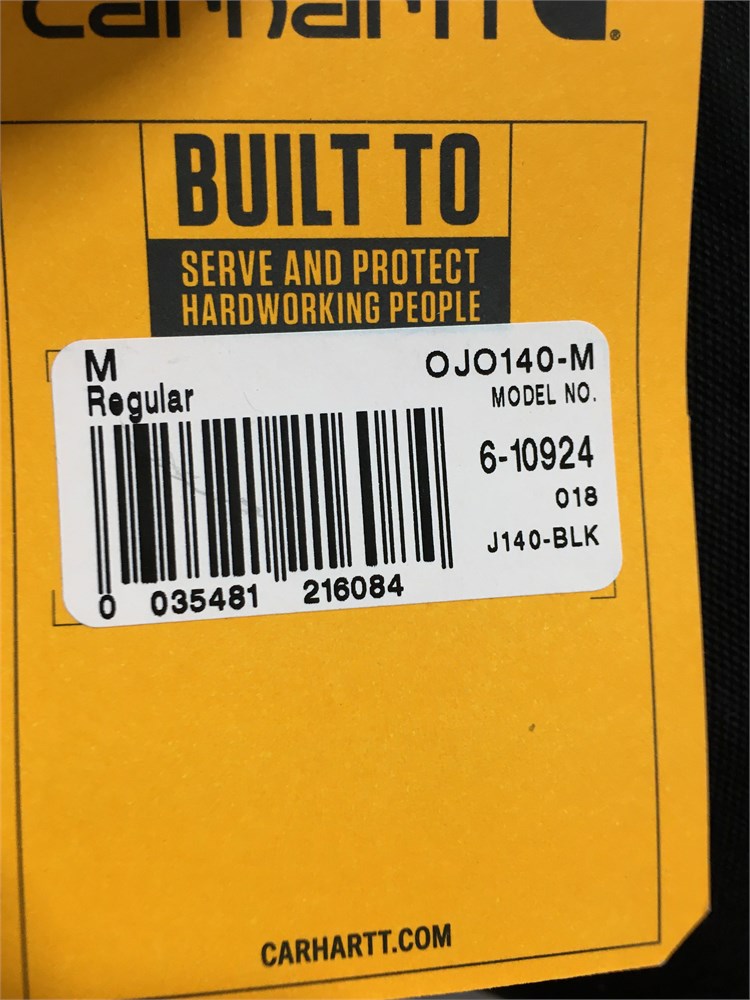 carhartt
®
BUILT TO
SERVE AND PROTECT
HARDWORKING PEOPLE
M
Regular
OJO140-M
MODEL NO.
6-10924
018
J140-BLK
0 035481 216084
CARHARTT.COM